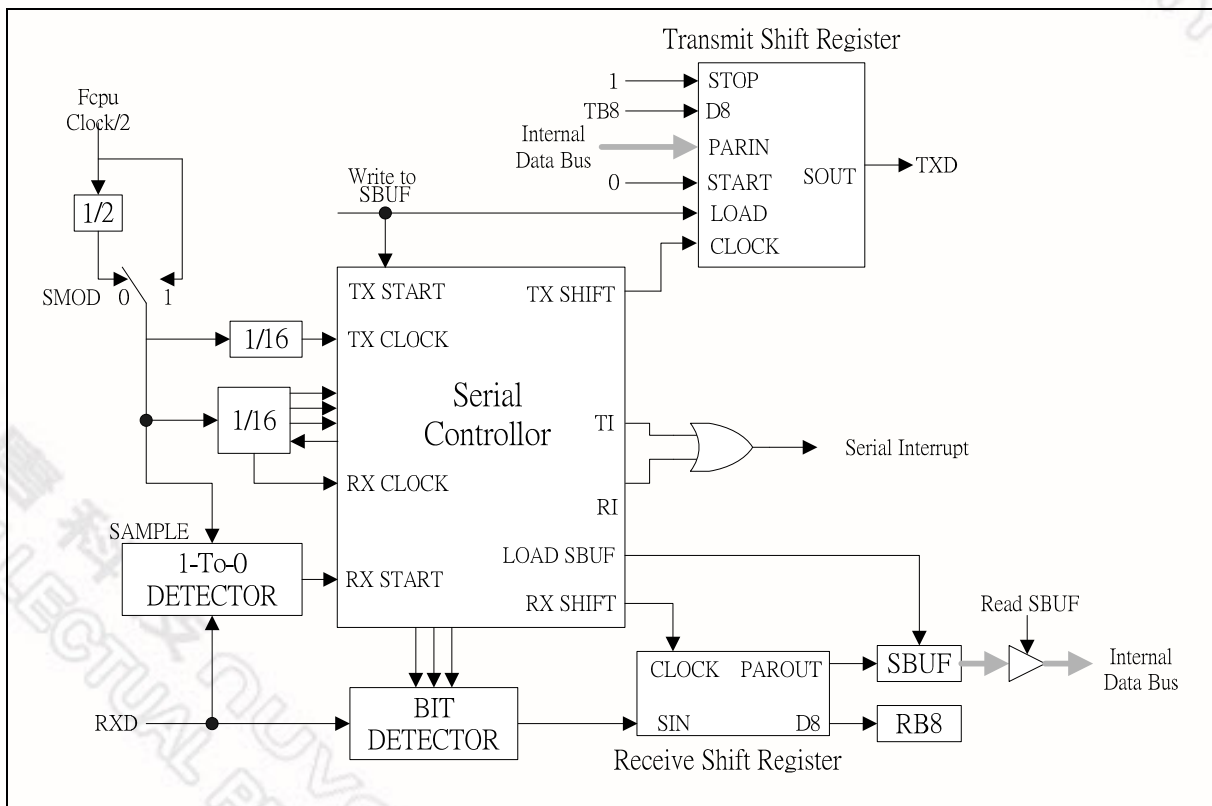 Transmit Shift Register
1
STOP
TB8
D8
Internal
Data Bus
PARIN
0
START
SOUT
TXD
LOAD
CLOCK
Fcpu
Clock/2
1/2
Write to
SBUF
SMOD 0 1
TX START
TX SHIFT
1/16
TX CLOCK
1/16
Serial
Controllor
TI
Serial Interrupt
RX CLOCK
RI
SAMPLE
1-To-0
DETECTOR
RX START
LOAD SBUF
RX SHIFT
Read SBUF
CLOCK
PAROUT
SBUF
Internal
Data Bus
RXD
BIT
DETECTOR
SIN
D8
RB8
Receive Shift Register